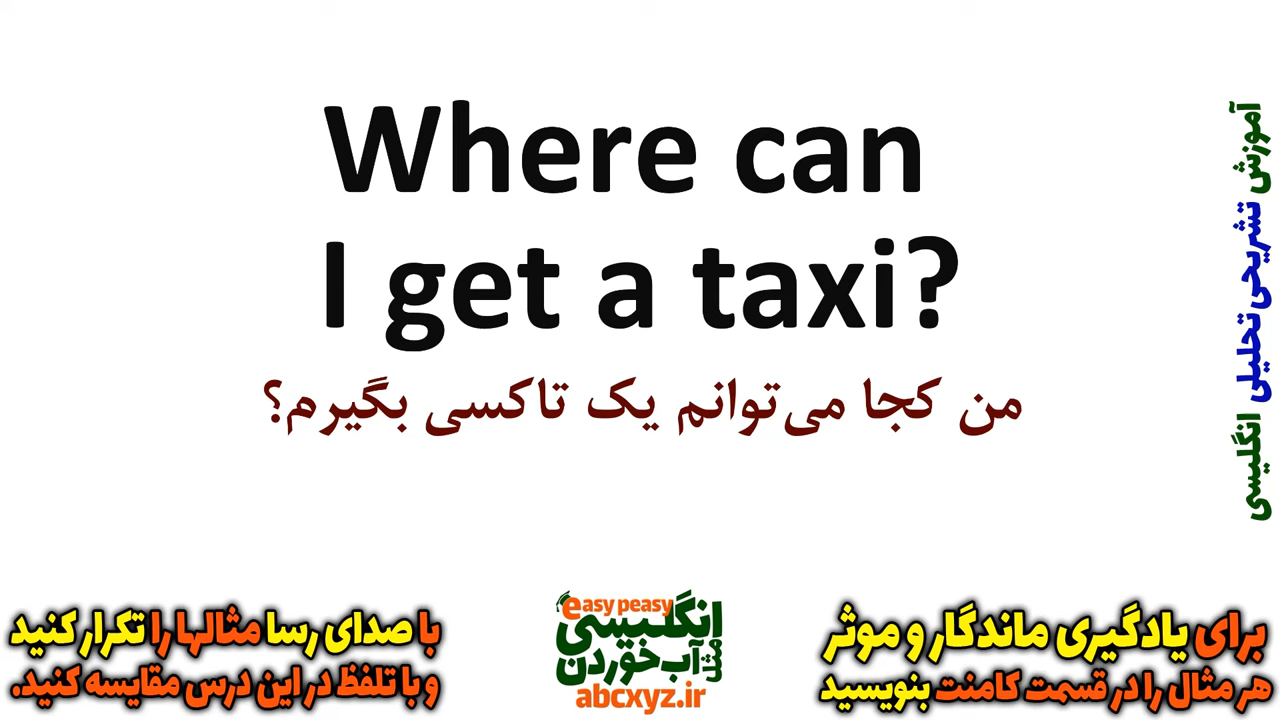 Where can
I get a taxi?
من کجا می‌توانم یک تاکسی بگیرم؟
آموزش تشریحی تحلیلی انگلیسی
برای یادگیری ماندگار و موثر
هر مثال را در قسمت کامنت بنویسید
easy peasy
انگلیسی
مثل آب خوردن
abcxyz.ir
با صدای رسا مثالها را تکرار کنید
و با تلفظ در این درس مقایسه کنید.